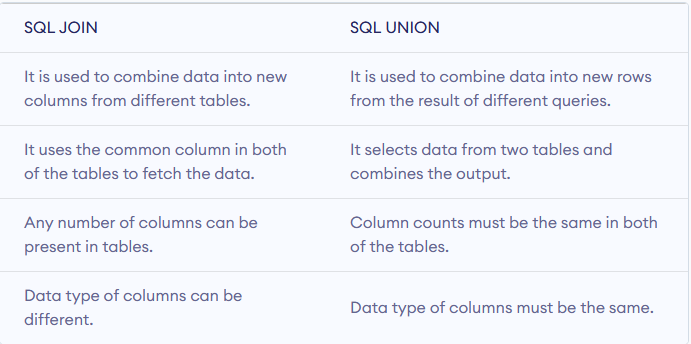 SQL JOIN
SQL UNION
It is used to combine data into new
columns from different tables.
It is used to combine data into new rows
from the result of different queries.
It uses the common column in both
of the tables to fetch the data.
It selects data from two tables and
combines the output.
Any number of columns can be
present in tables.
Column counts must be the same in both
of the tables.
Data type of columns can be
different.
Data type of columns must be the same.